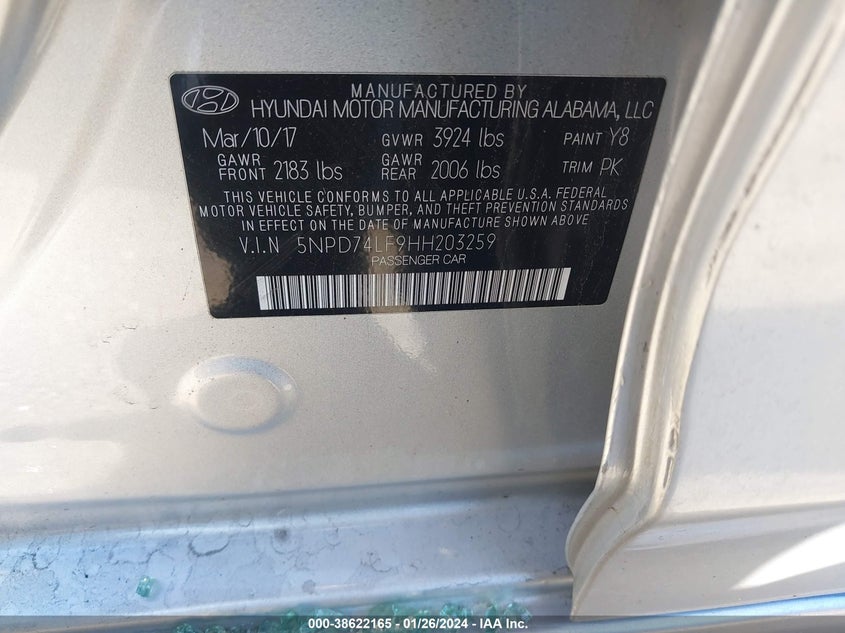 MANUFACTURED BY
HYUNDAI MOTOR MANUFACTURING ALABAMA, LLC
Mar/10/17 GVWR 3924 lbs PAINT Y8
GAWR FRONT 2183 lbs GAWR REAR 2006 lbs TRIM PK
THIS VEHICLE CONFORMS TO ALL APPLICABLE U.S.A. FEDERAL
MOTOR VEHICLE SAFETY, BUMPER, AND THEFT PREVENTION STANDARDS
IN EFFECT ON THE DATE OF MANUFACTURE SHOWN ABOVE
V.I.N 5NPD74LF9HH203259
PASSENGER CAR
000-38622165 - 01/26/2024 - IAA Inc.